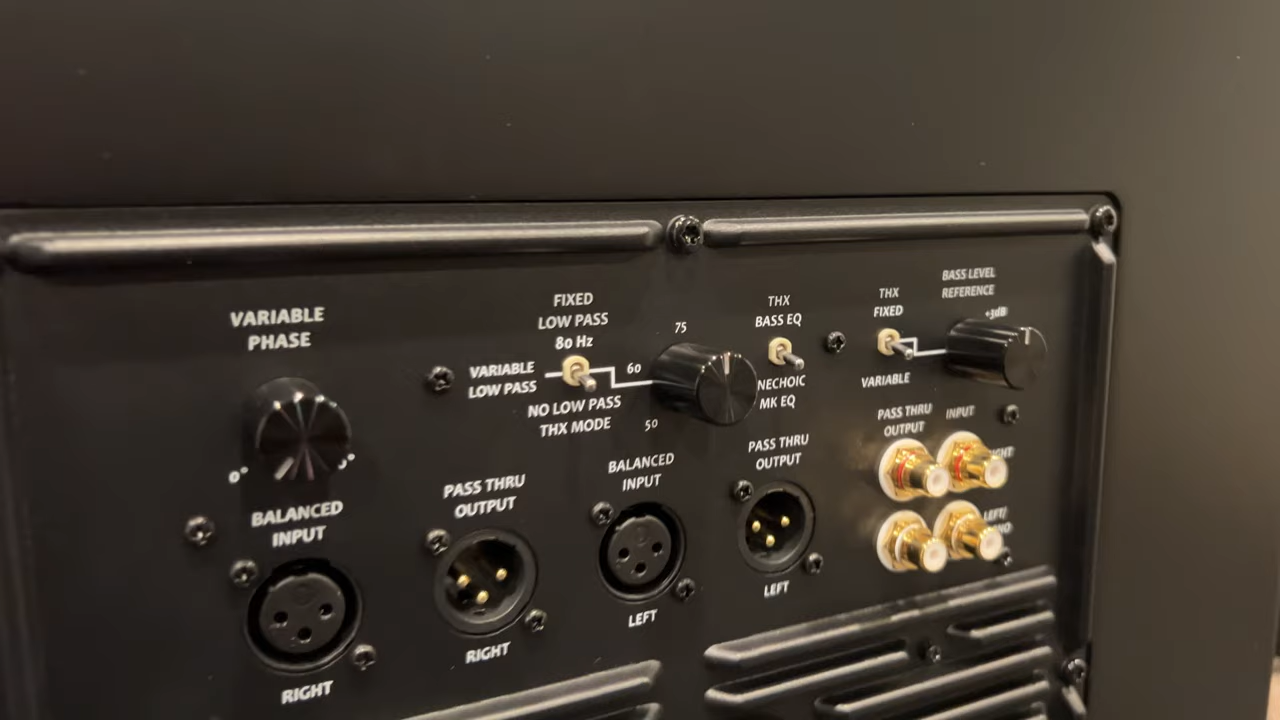 VARIABLE
PHASE
0°
FIXED
LOW PASS
80 Hz
VARIABLE
LOW PASS
NO LOW PASS
THX MODE
75
60
50
THX
BASS EQ
NECHOIC
MK EQ
THX
FIXED
VARIABLE
BASS LEVEL
REFERENCE
+3dB
PASS THRU
OUTPUT
INPUT
LEFT/
BALANCED
INPUT
RIGHT
PASS THRU
OUTPUT
RIGHT
BALANCED
INPUT
LEFT
PASS THRU
OUTPUT
LEFT